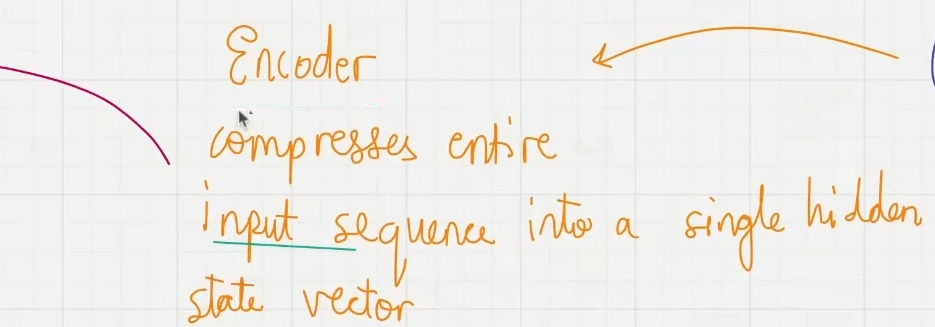 Encoder
compresses entire
input sequence into a single hidden
state vector